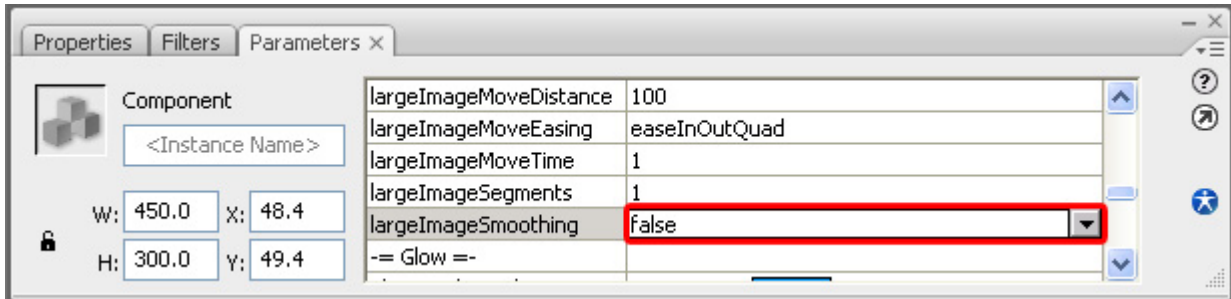 Properties Filters Parameters ×
Component
<Instance Name>
W: 450.0 X: 48.4
H: 300.0 Y: 49.4
largeImageMoveDistance 100
largeImageMoveEasing easeInOutQuad
largeImageMoveTime 1
largeImageSegments 1
largeImageSmoothing false
-= Glow =-